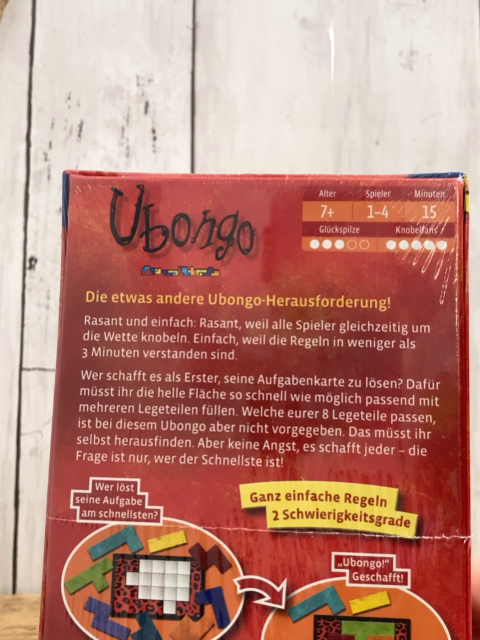 Ubongo
Alter Spieler Minuten
7+ 1–4 15
Glückspilze Knobelfans
Die etwas andere Ubongo-Herausforderung!
Rasant und einfach: Rasant, weil alle Spieler gleichzeitig um
die Wette knobeln. Einfach, weil die Regeln in weniger als
3 Minuten verstanden sind.
Wer schafft es als Erster, seine Aufgabenkarte zu lösen? Dafür
müsst ihr die helle Fläche so schnell wie möglich passend mit
mehreren Legeteilen füllen. Welche eurer 8 Legeteile passen,
ist bei diesem Ubongo aber nicht vorgegeben. Das müsst ihr
selbst herausfinden. Aber keine Angst, es schafft jeder – die
Frage ist nur, wer der Schnellste ist!
Ganz einfache Regeln
2 Schwierigkeitsgrade
Wer löst
seine Aufgabe
am schnellsten?
„Ubongo!“
Geschafft!